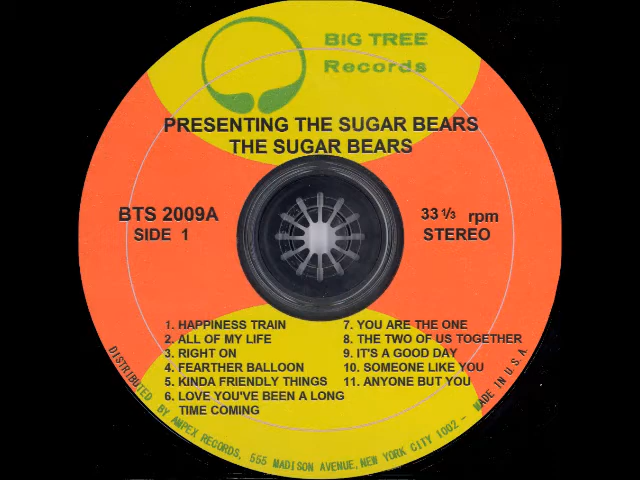 BIG TREE
Records
PRESENTING THE SUGAR BEARS
THE SUGAR BEARS
BTS 2009A
SIDE 1
33 1/3 rpm
STEREO
1. HAPPINESS TRAIN
2. ALL OF MY LIFE
3. RIGHT ON
4. FEARTHER BALLOON
5. KINDA FRIENDLY THINGS
6. LOVE YOU'VE BEEN A LONG
TIME COMING
7. YOU ARE THE ONE
8. THE TWO OF US TOGETHER
9. IT'S A GOOD DAY
10. SOMEONE LIKE YOU
11. ANYONE BUT YOU
DISTRIBUTED BY AMPEX RECORDS, 555 MADISON AVENUE, NEW YORK CITY 1002 - MADE IN U.S.A.